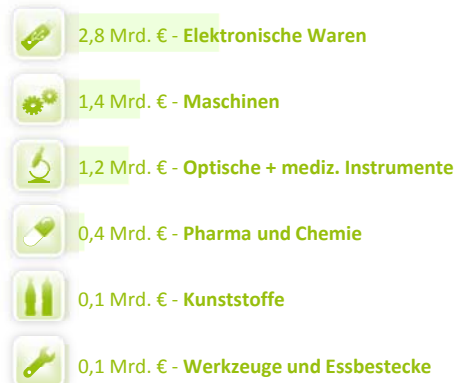 2,8 Mrd. € - Elektronische Waren
1,4 Mrd. € - Maschinen
1,2 Mrd. € - Optische + mediz. Instrumente
0,4 Mrd. € - Pharma und Chemie
0,1 Mrd. € - Kunststoffe
0,1 Mrd. € - Werkzeuge und Essbestecke